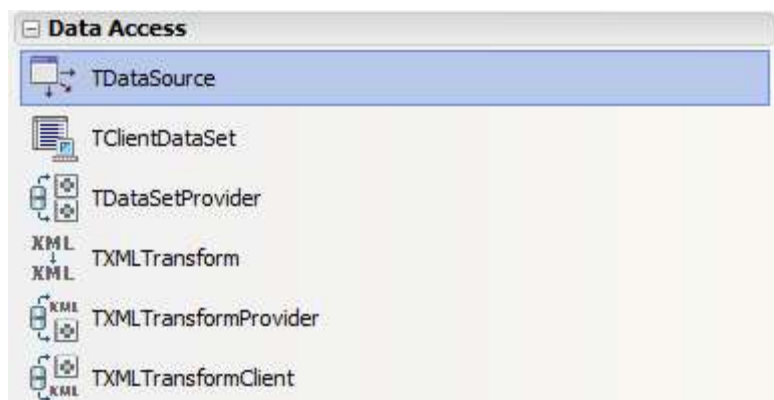 Data Access
TDataSource
TClientDataSet
TDataSetProvider
XML
XML
TXMLTransform
XML
TXMLTransformProvider
XML
TXMLTransformClient